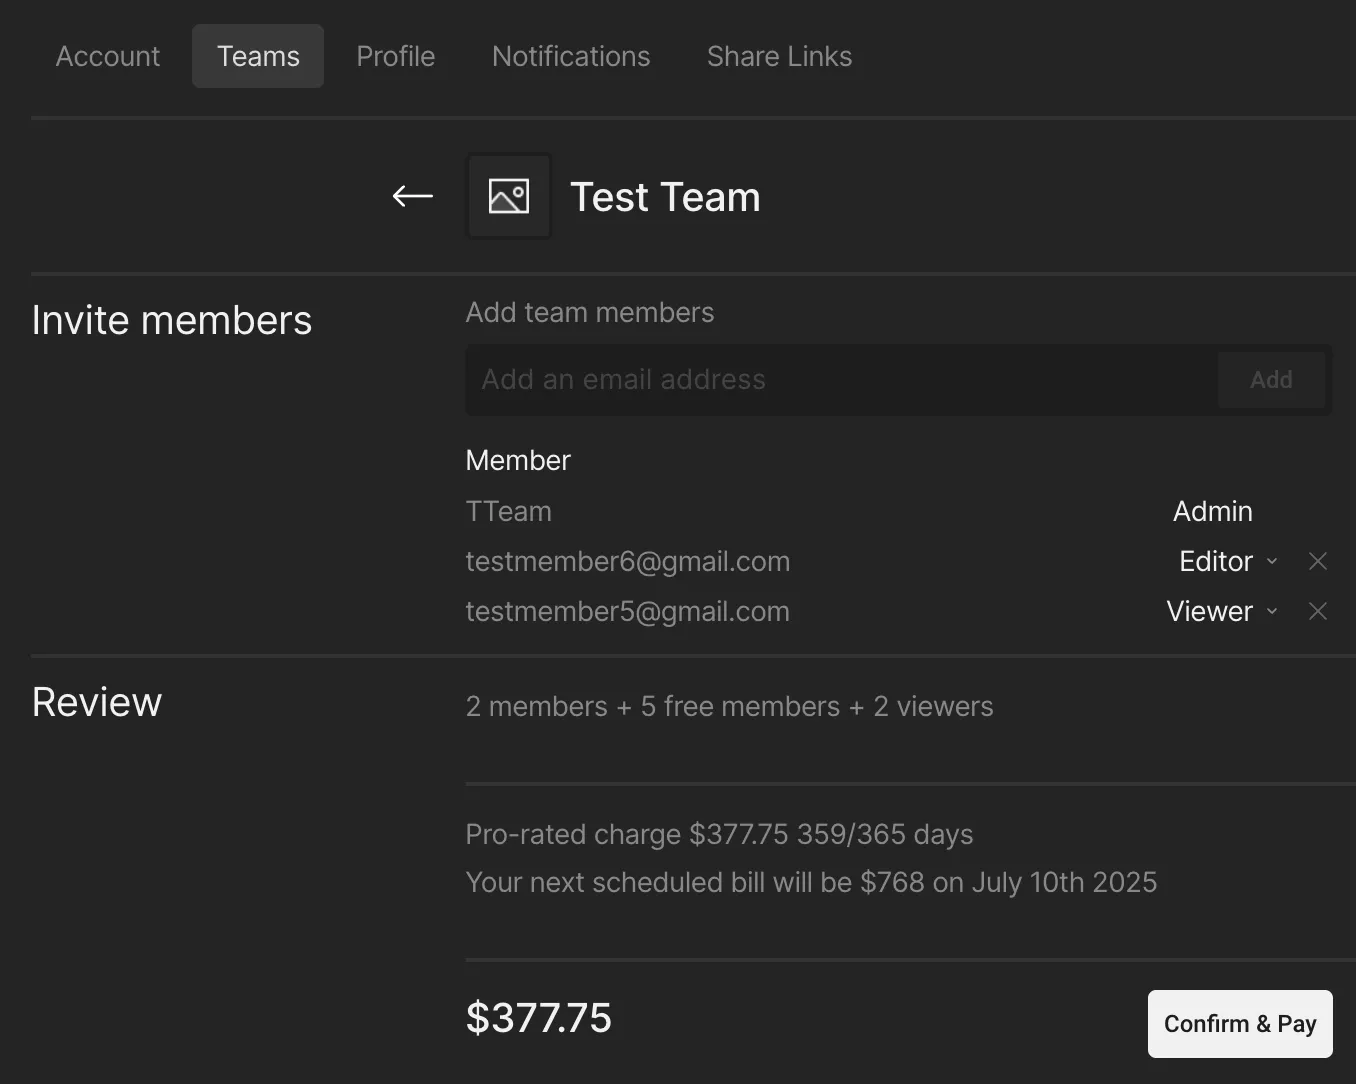 Account Teams Profile Notifications Share Links
Test Team
Invite members
Add team members
Add an email address Add
Member
TTeam Admin
testmember6@gmail.com Editor
testmember5@gmail.com Viewer
Review
2 members + 5 free members + 2 viewers
Pro-rated charge $377.75 359/365 days
Your next scheduled bill will be $768 on July 10th 2025
$377.75 Confirm & Pay